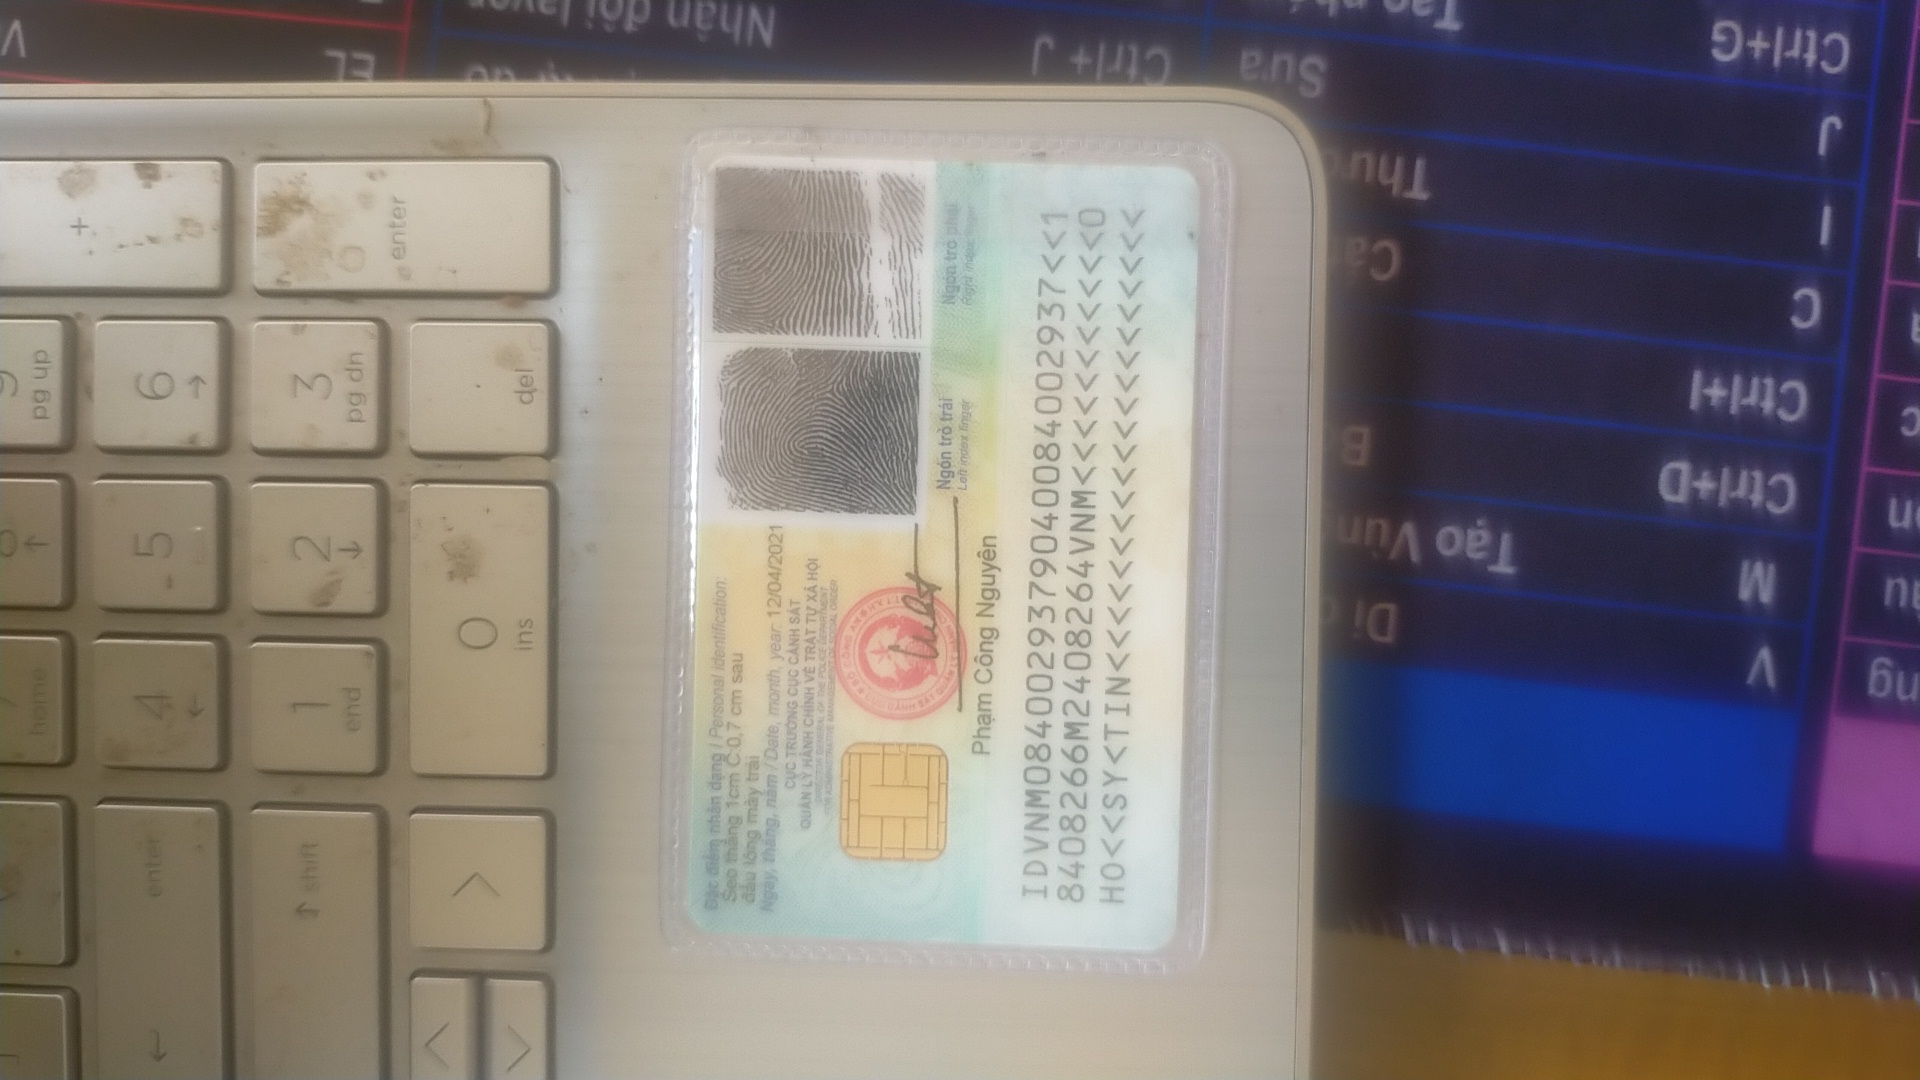 home
↑
pg up
+
← enter
4
←
5
6
→
↑ shift
1
end
2
↓
3
pg dn
enter
0
ins
.
del
Đặc điểm nhân dạng / Personal identification:
Sẹo thẳng 1cm C:0,7 cm sau
đầu lông mày trái
Ngày, tháng, năm / Date, month, year: 12/04/2021
CỤC TRƯỞNG CỤC CẢNH SÁT
QUẢN LÝ HÀNH CHÍNH VỀ TRẬT TỰ XÃ HỘI
DIRECTOR GENERAL OF THE POLICE DEPARTMENT
FOR ADMINISTRATIVE MANAGEMENT OF SOCIAL ORDER
Ngón trỏ trái
Left index finger
Ngón trỏ phải
Right index finger
Phạm Công Nguyên
IDVNM0840029379040084002937<<1
8408266M2408264VNM<<<<<<<<<<<0
HO<<SY<TIN<<<<<<<<<<<<<<<<<<<<
EL
Nhân đôi layer
Ctrl+ J
Sửa
Tạo Vùng
V
M
Ctrl+D
Ctrl+I
C
I
J
Ctrl+G